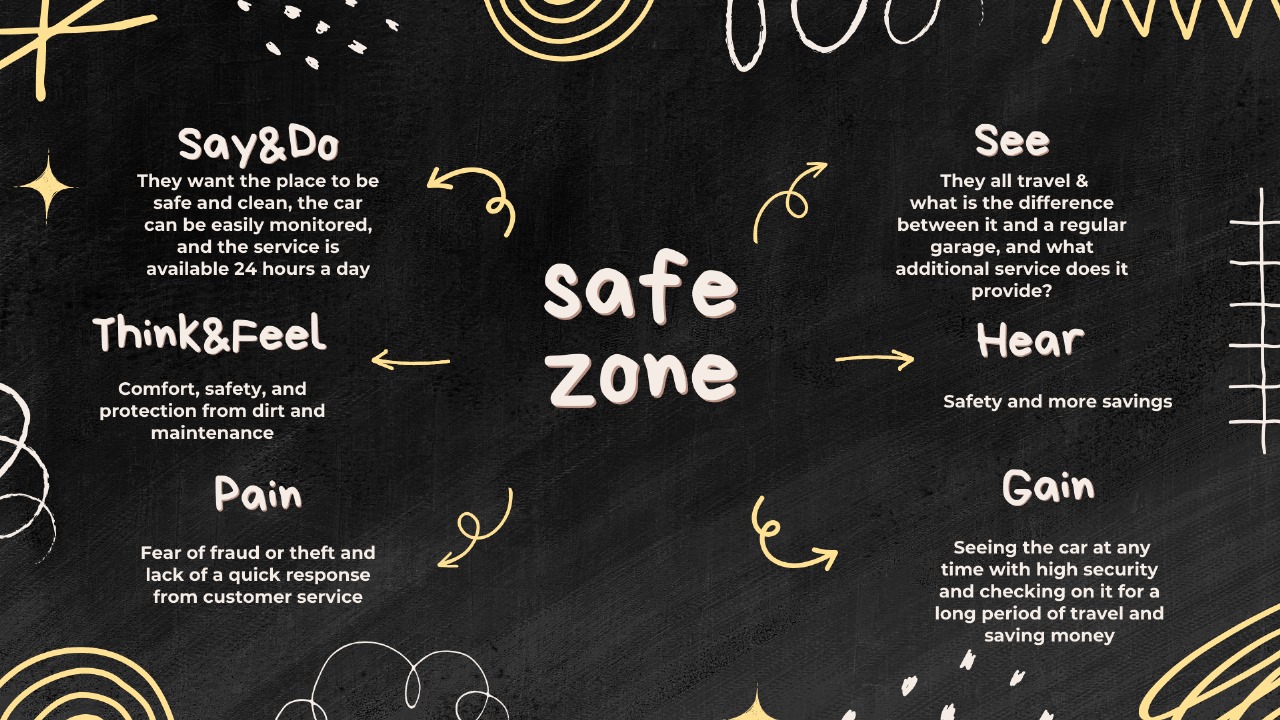 Say&Do
They want the place to be
safe and clean, the car
can be easily monitored,
and the service is
available 24 hours a day
See
They all travel &
what is the difference
between it and a regular
garage, and what
additional service does it
provide?
safe
zone
Think&Feel
Comfort, safety, and
protection from dirt and
maintenance
Hear
Safety and more savings
Pain
Fear of fraud or theft and
lack of a quick response
from customer service
Gain
Seeing the car at any
time with high security
and checking on it for a
long period of travel and
saving money